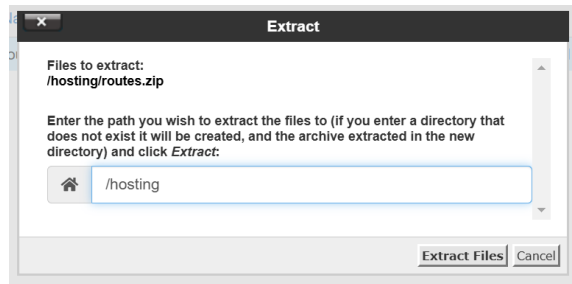 Extract
Files to extract:
/hosting/routes.zip
Enter the path you wish to extract the files to (if you enter a directory that
does not exist it will be created, and the archive extracted in the new
directory) and click Extract:
/hosting
Extract Files Cancel